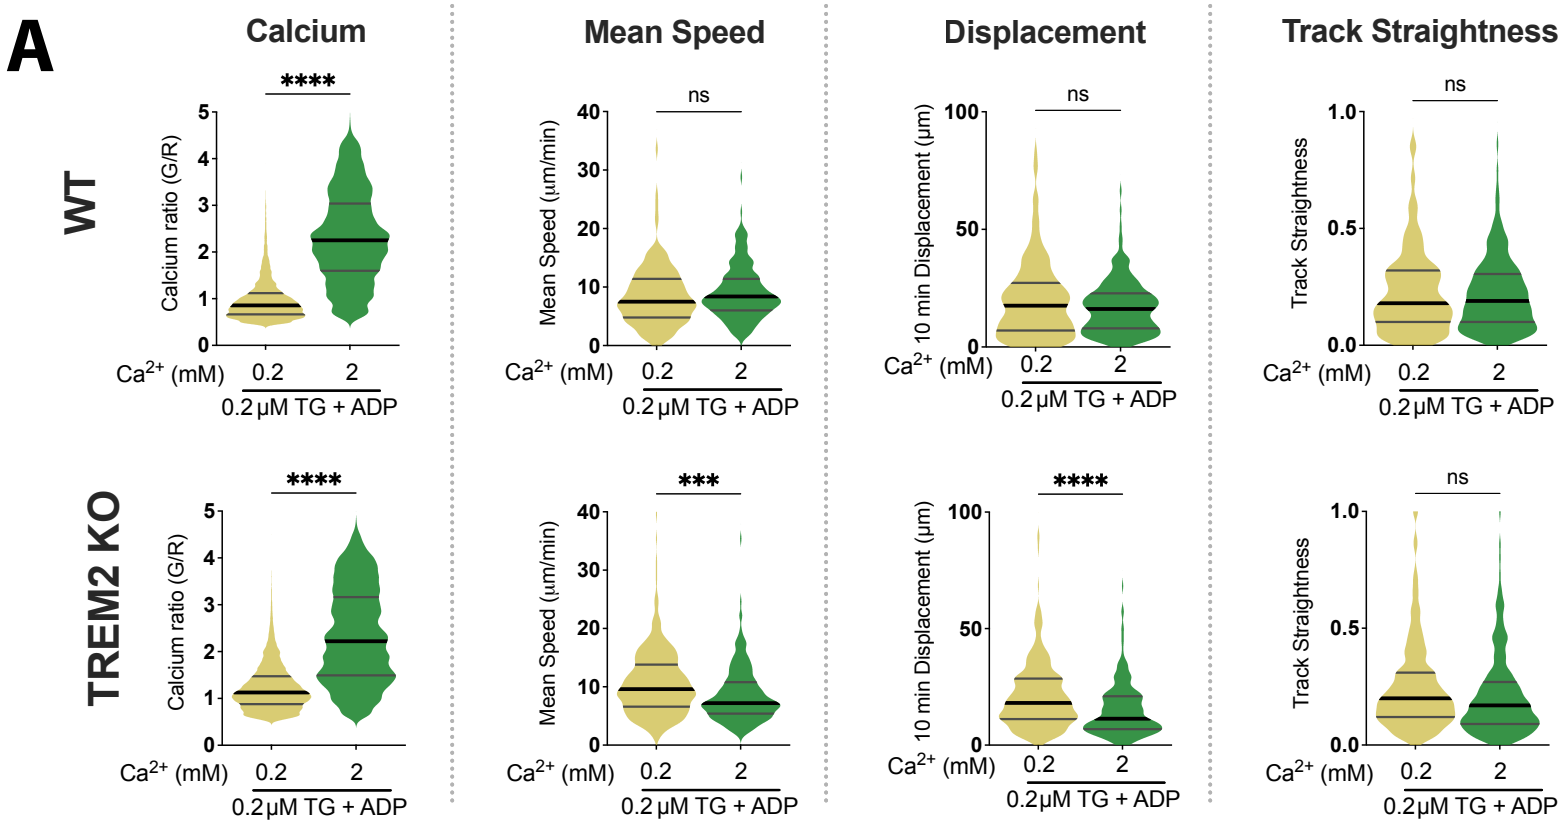 A
Calcium
Mean Speed
Displacement
Track Straightness
WT
****
Calcium ratio (G/R)
5
4
3
2
1
0
Ca2+ (mM) 0.2 2
0.2 µM TG + ADP
ns
Mean Speed (µm/min)
40
30
20
10
0
Ca2+ (mM) 0.2 2
0.2 µM TG + ADP
ns
10 min Displacement (µm)
100
50
0
Ca2+ (mM) 0.2 2
0.2 µM TG + ADP
ns
Track Straightness
1.0
0.5
0.0
Ca2+ (mM) 0.2 2
0.2 µM TG + ADP
TREM2 KO
****
Calcium ratio (G/R)
5
4
3
2
1
0
Ca2+ (mM) 0.2 2
0.2 µM TG + ADP
***
Mean Speed (µm/min)
40
30
20
10
0
Ca2+ (mM) 0.2 2
0.2 µM TG + ADP
****
10 min Displacement (µm)
100
50
0
Ca2+ (mM) 0.2 2
0.2 µM TG + ADP
ns
Track Straightness
1.0
0.5
0.0
Ca2+ (mM) 0.2 2
0.2 µM TG + ADP